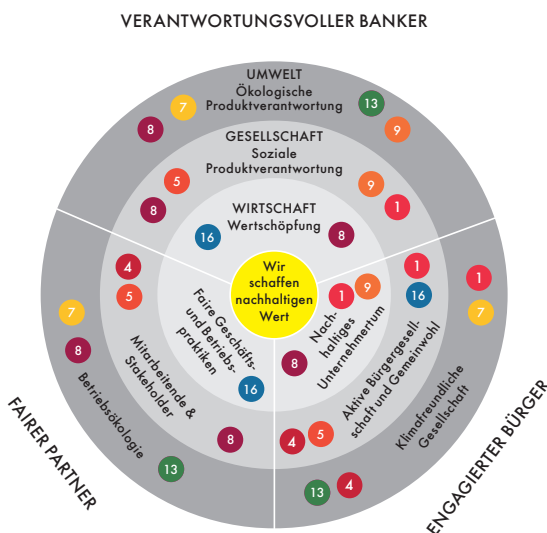 VERANTWORTUNGSVOLLER BANKER
UMWELT
Ökologische
Produktverantwortung
7
8
13
9
GESELLSCHAFT
Soziale
Produktverantwortung
5
8
9
1
WIRTSCHAFT
Wertschöpfung
16
8
Wir
schaffen
nachhaltigen
Wert
FAIRER PARTNER
Faire Geschäfts-
und Betriebs-
praktiken
16
Mitarbeitende &
Stakeholder
4
5
8
Betriebsökologie
7
8
13
ENGAGIERTER BÜRGER
Nach-
haltiges
Unternehmertum
1
9
8
Aktive Bürgergesell-
schaft und Gemeinwohl
1
16
4
5
Klimafreundliche
Gesellschaft
1
7
13
4